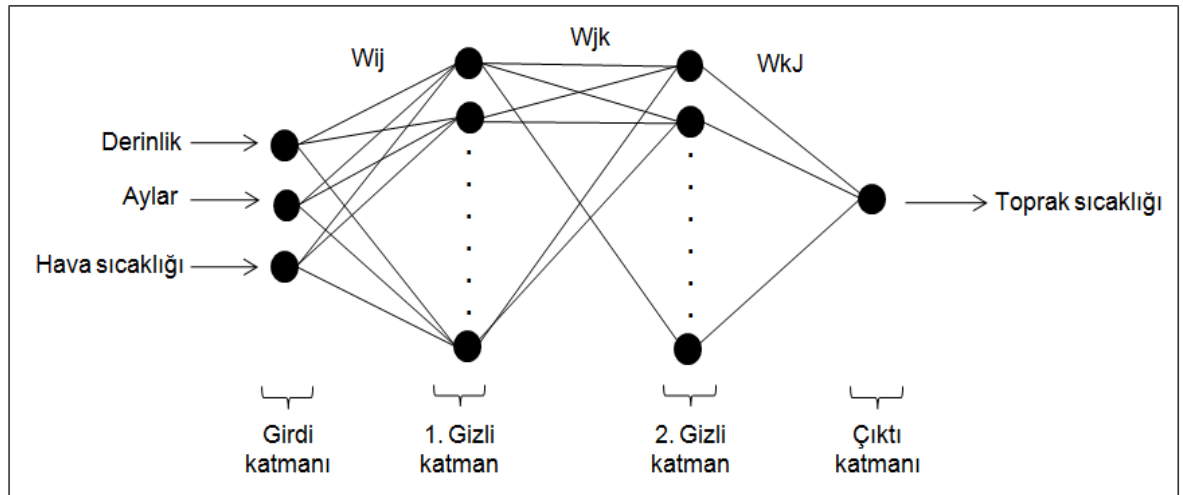 Wij
Wjk
WkJ
Derinlik
Aylar
Hava sıcaklığı
Toprak sıcaklığı
Girdi
katmanı
1. Gizli
katman
2. Gizli
katman
Çıktı
katmanı